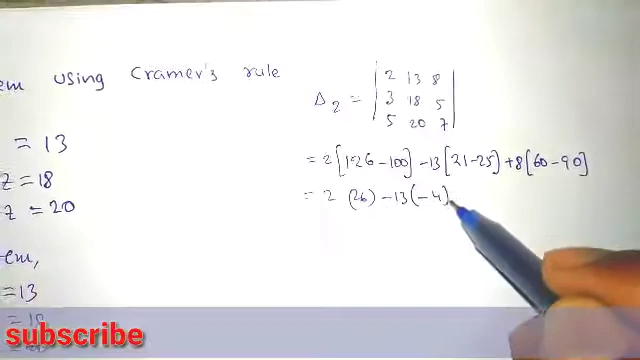 em using Cramer's rule
= 13
z = 18
z = 20
em,
= 13
= 18
Δ2 = | 2 13 8 |
| 3 18 5 |
| 5 20 7 |
= 2[126-100] -13[21-25] +8[60-90]
= 2 (26) -13(-4)
subscribe